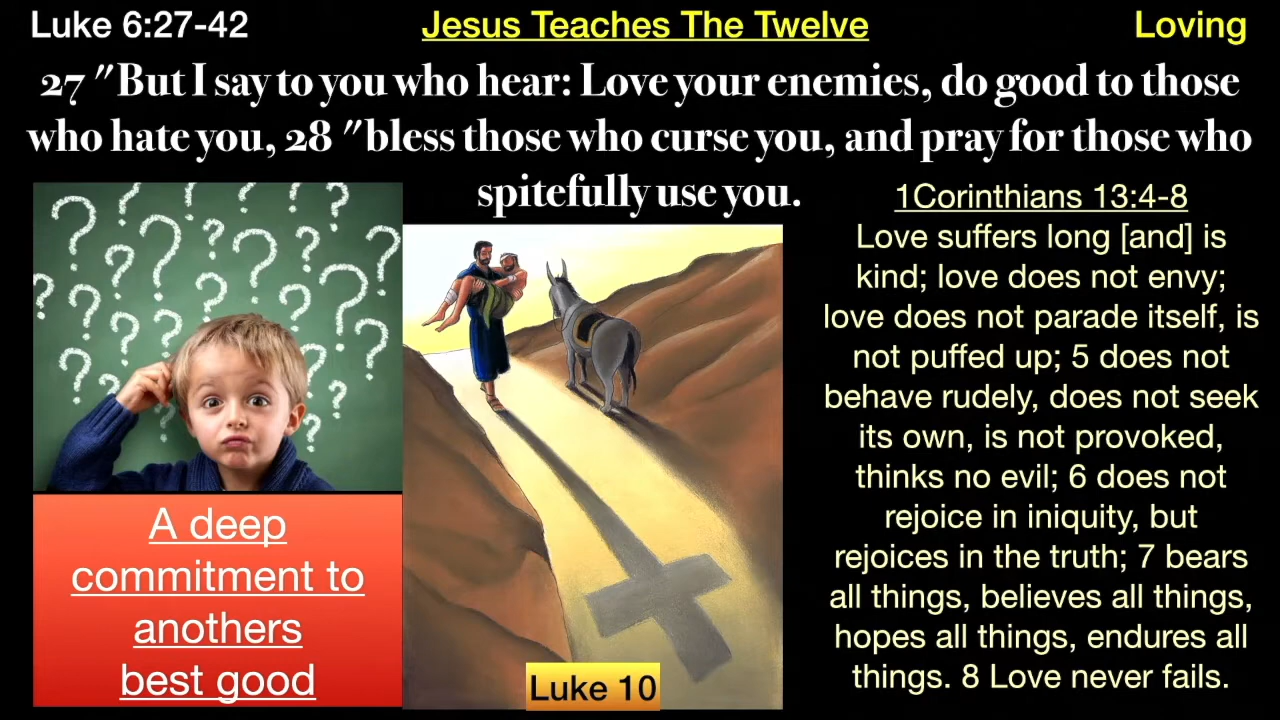 Luke 6:27-42
Jesus Teaches The Twelve
Loving
27 "But I say to you who hear: Love your enemies, do good to those
who hate you, 28 "bless those who curse you, and pray for those who
spitefully use you.
A deep
commitment to
anothers
best good
Luke 10
1Corinthians 13:4-8
Love suffers long [and] is
kind; love does not envy;
love does not parade itself, is
not puffed up; 5 does not
behave rudely, does not seek
its own, is not provoked,
thinks no evil; 6 does not
rejoice in iniquity, but
rejoices in the truth; 7 bears
all things, believes all things,
hopes all things, endures all
things. 8 Love never fails.